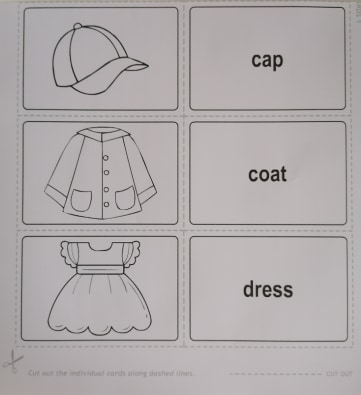 cap
coat
dress
Cut out the individual cards along dashed lines.
CUT OUT